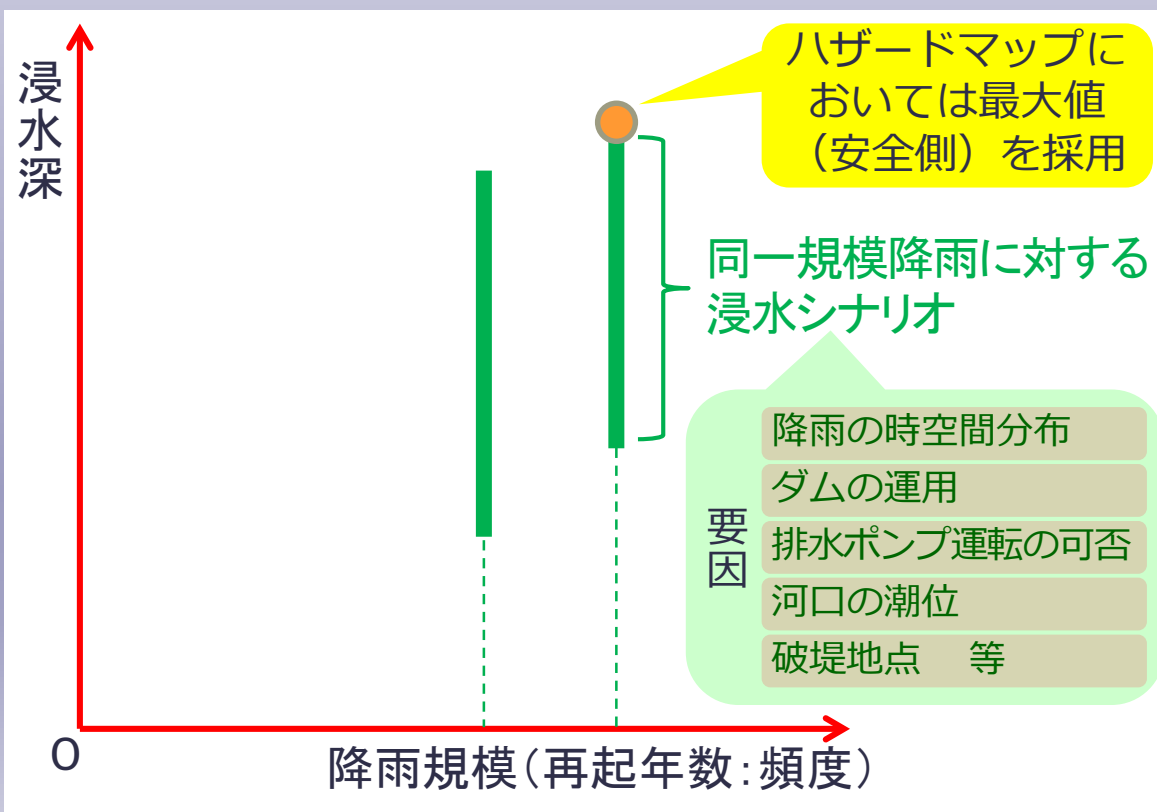 浸水深
ハザードマップに
おいては最大値
（安全側）を採用
同一規模降雨に対する
浸水シナリオ
要因
降雨の時空間分布
ダムの運用
排水ポンプ運転の可否
河口の潮位
破堤地点　等
0
降雨規模（再起年数：頻度）